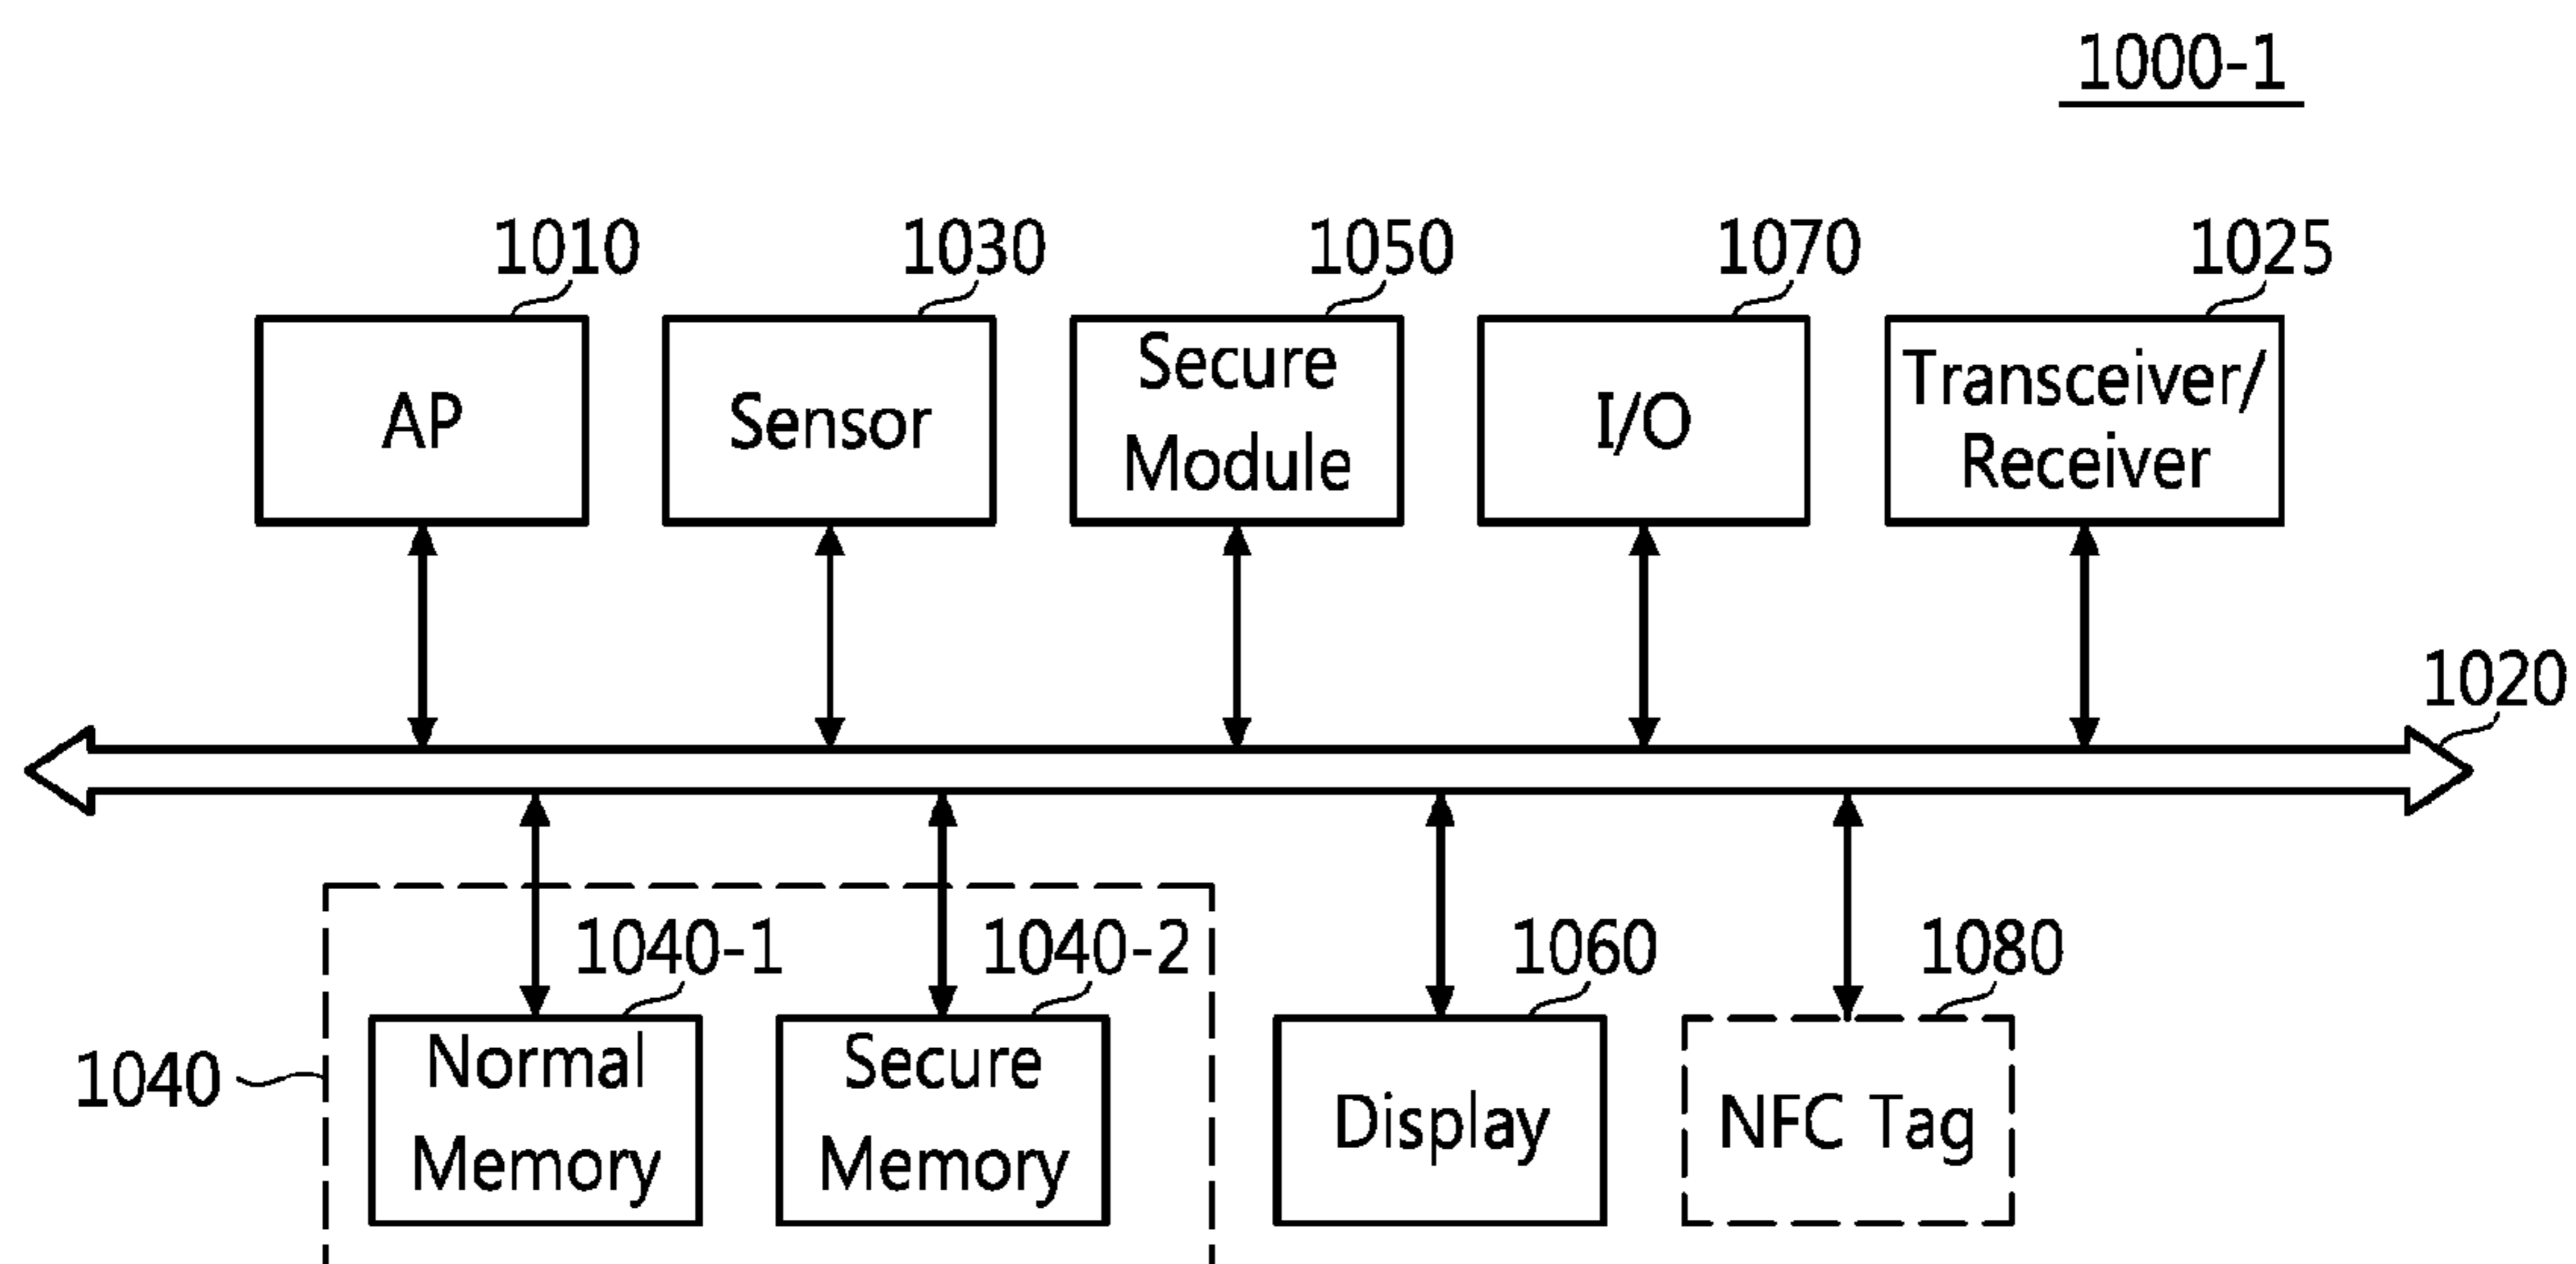 1000-1
1010
1030
1050
1070
1025
AP
Sensor
Secure
Module
I/O
Transceiver/
Receiver
1020
1040
1040-1
1040-2
1060
1080
Normal
Memory
Secure
Memory
Display
NFC Tag